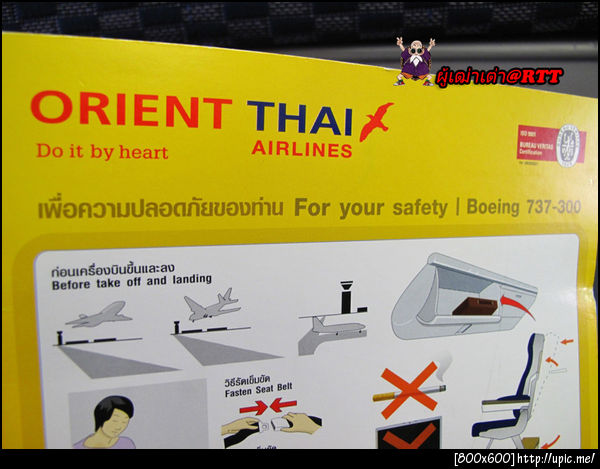 ผู้เฒ่าเต่า@RTT
ORIENT THAI
AIRLINES
Do it by heart
ISO 9001
BUREAU VERITAS
Certification
เพื่อความปลอดภัยของท่าน For your safety | Boeing 737-300
ก่อนเครื่องบินขึ้นและลง
Before take off and landing
วิธีรัดเข็มขัด
Fasten Seat Belt
[800x600]http://upic.me/